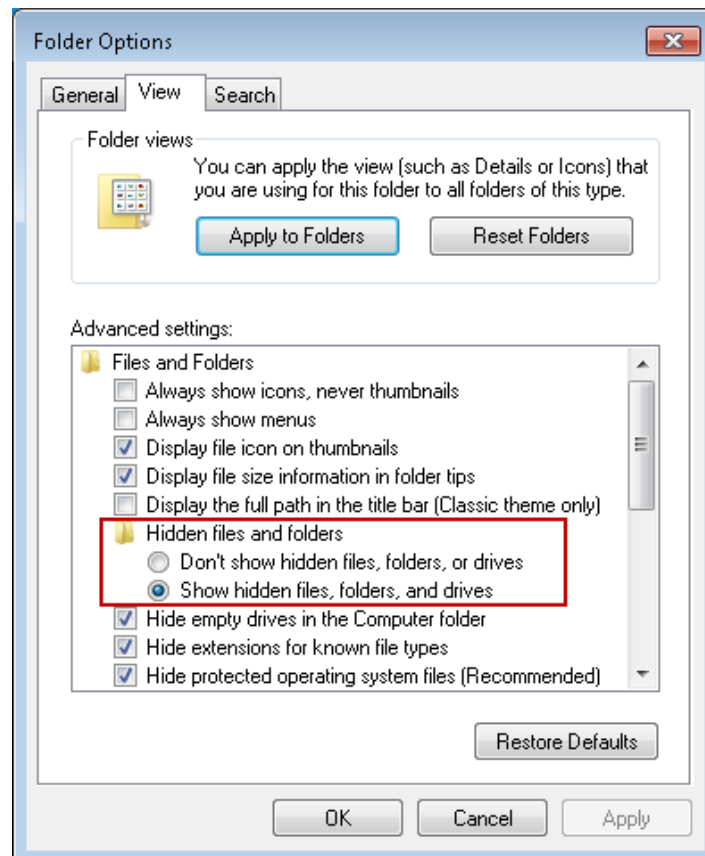 Folder Options
General View Search
Folder views
You can apply the view (such as Details or Icons) that
you are using for this folder to all folders of this type.
Apply to Folders Reset Folders
Advanced settings:
Files and Folders
Always show icons, never thumbnails
Always show menus
Display file icon on thumbnails
Display file size information in folder tips
Display the full path in the title bar (Classic theme only)
Hidden files and folders
Don't show hidden files, folders, or drives
Show hidden files, folders, and drives
Hide empty drives in the Computer folder
Hide extensions for known file types
Hide protected operating system files (Recommended)
Restore Defaults
OK Cancel Apply